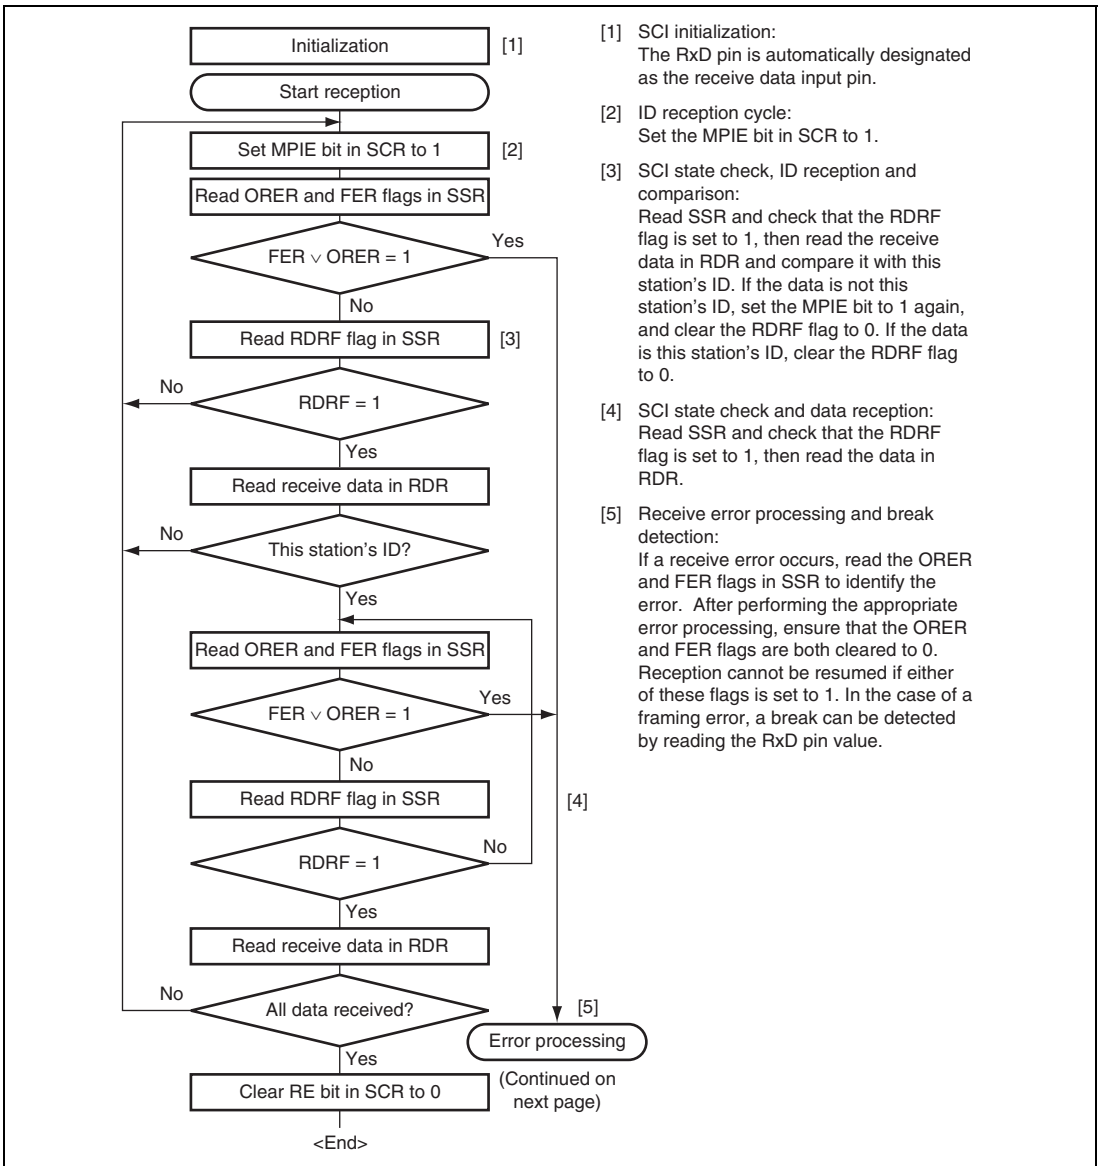 Initialization [1]
Start reception
Set MPIE bit in SCR to 1 [2]
Read ORER and FER flags in SSR
FER ∨ ORER = 1
Yes
No
Read RDRF flag in SSR [3]
No
RDRF = 1
Yes
Read receive data in RDR
No
This station's ID?
Yes
Read ORER and FER flags in SSR
FER ∨ ORER = 1
Yes
No
Read RDRF flag in SSR
[4]
RDRF = 1
No
Yes
Read receive data in RDR
No
All data received?
[5]
Error processing
(Continued on
next page)
Yes
Clear RE bit in SCR to 0
<End>
[1] SCI initialization:
The RxD pin is automatically designated
as the receive data input pin.
[2] ID reception cycle:
Set the MPIE bit in SCR to 1.
[3] SCI state check, ID reception and
comparison:
Read SSR and check that the RDRF
flag is set to 1, then read the receive
data in RDR and compare it with this
station's ID. If the data is not this
station's ID, set the MPIE bit to 1 again,
and clear the RDRF flag to 0. If the data
is this station's ID, clear the RDRF flag
to 0.
[4] SCI state check and data reception:
Read SSR and check that the RDRF
flag is set to 1, then read the data in
RDR.
[5] Receive error processing and break
detection:
If a receive error occurs, read the ORER
and FER flags in SSR to identify the
error. After performing the appropriate
error processing, ensure that the ORER
and FER flags are both cleared to 0.
Reception cannot be resumed if either
of these flags is set to 1. In the case of a
framing error, a break can be detected
by reading the RxD pin value.